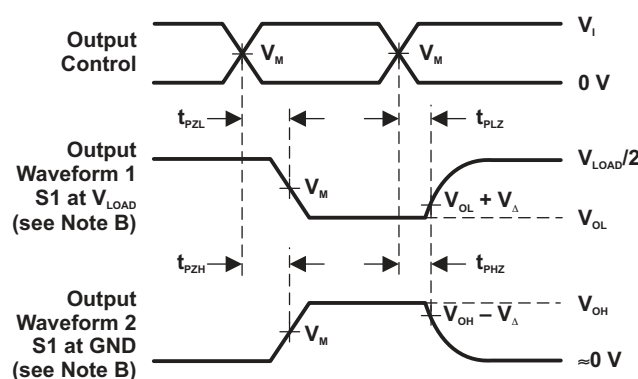 Output
Control
V_I
V_M
V_M
0 V
t_PZL
t_PLZ
Output
Waveform 1
S1 at V_LOAD
(see Note B)
V_LOAD/2
V_M
V_OL + V_Δ
V_OL
t_PZH
t_PHZ
Output
Waveform 2
S1 at GND
(see Note B)
V_OH
V_OH – V_Δ
V_M
≈0 V